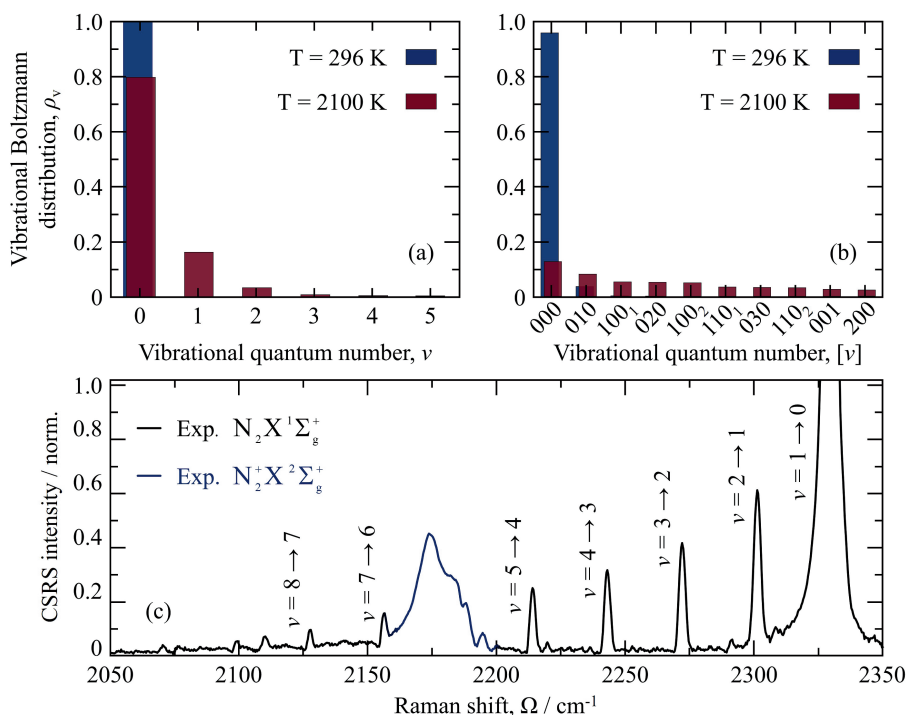 Vibrational Boltzmann
distribution, ρᵥ
1.0
0.8
0.6
0.4
0.2
0
T = 296 K
T = 2100 K
(a)
0 1 2 3 4 5
Vibrational quantum number, v
1.0
0.8
0.6
0.4
0.2
0
T = 296 K
T = 2100 K
(b)
000 010 100₁ 020 100₂ 110₁ 030 110₂ 001 200
Vibrational quantum number, [v]
CSRS intensity / norm.
1.0
0.8
0.6
0.4
0.2
0
Exp. N₂X¹Σg⁺
Exp. N₂⁺X²Σg⁺
(c)
v = 8 → 7
v = 7 → 6
v = 5 → 4
v = 4 → 3
v = 3 → 2
v = 2 → 1
v = 1 → 0
2050 2100 2150 2200 2250 2300 2350
Raman shift, Ω / cm⁻¹